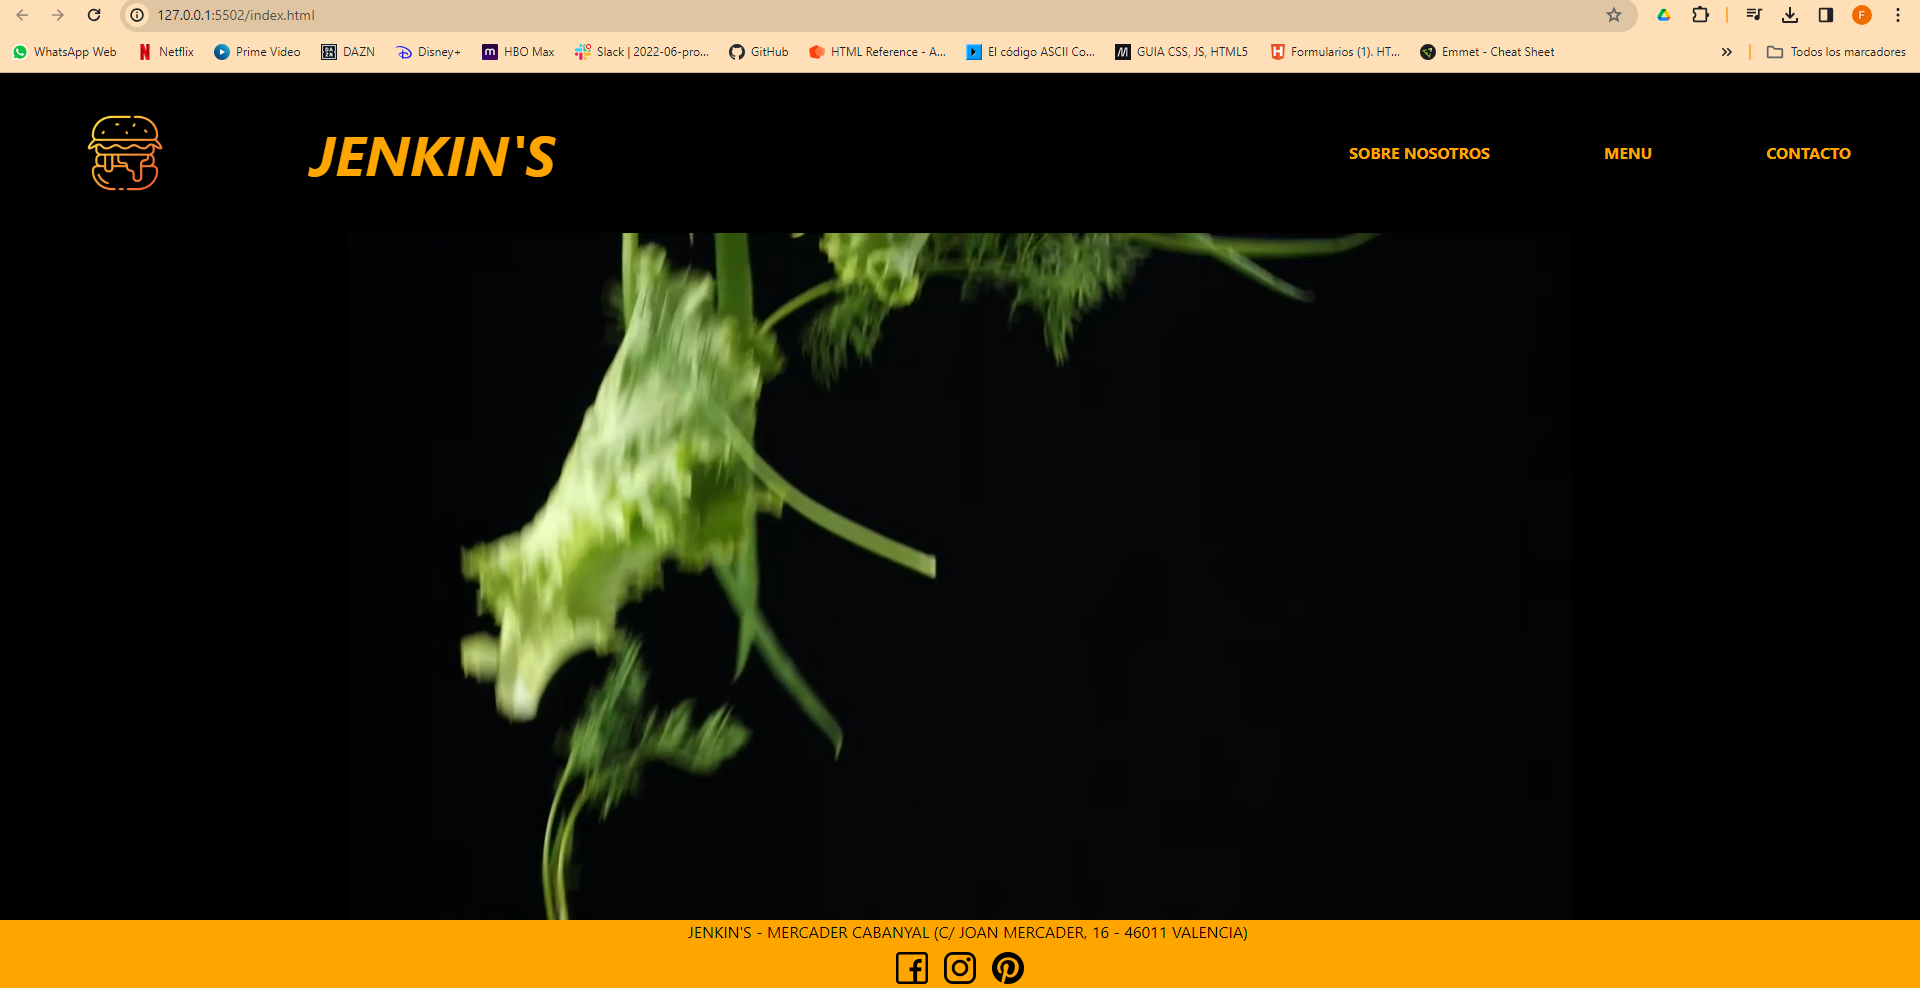 127.0.0.1:5502/index.html
F
WhatsApp Web
Netflix
Prime Video
DAZN
Disney+
m
HBO Max
Slack | 2022-06-pro...
GitHub
HTML Reference - A...
El código ASCII Co...
M
GUIA CSS, JS, HTML5
Formularios (1). HT...
Emmet - Cheat Sheet
Todos los marcadores
JENKIN'S
SOBRE NOSOTROS
MENU
CONTACTO
JENKIN'S - MERCADER CABANYAL (C/ JOAN MERCADER, 16 - 46011 VALENCIA)